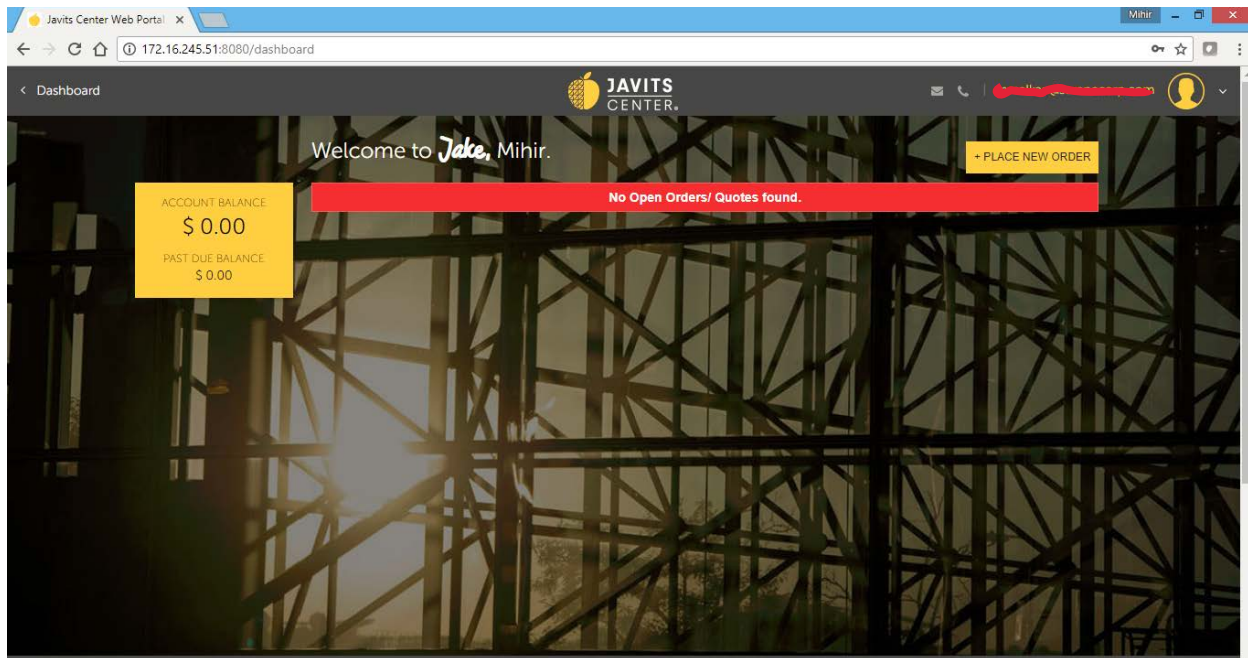 Javits Center Web Portal
Mihir
172.16.245.51:8080/dashboard
Dashboard
JAVITS
CENTER®
Welcome to Jake, Mihir.
+ PLACE NEW ORDER
No Open Orders/ Quotes found.
ACCOUNT BALANCE
$ 0.00
PAST DUE BALANCE
$ 0.00